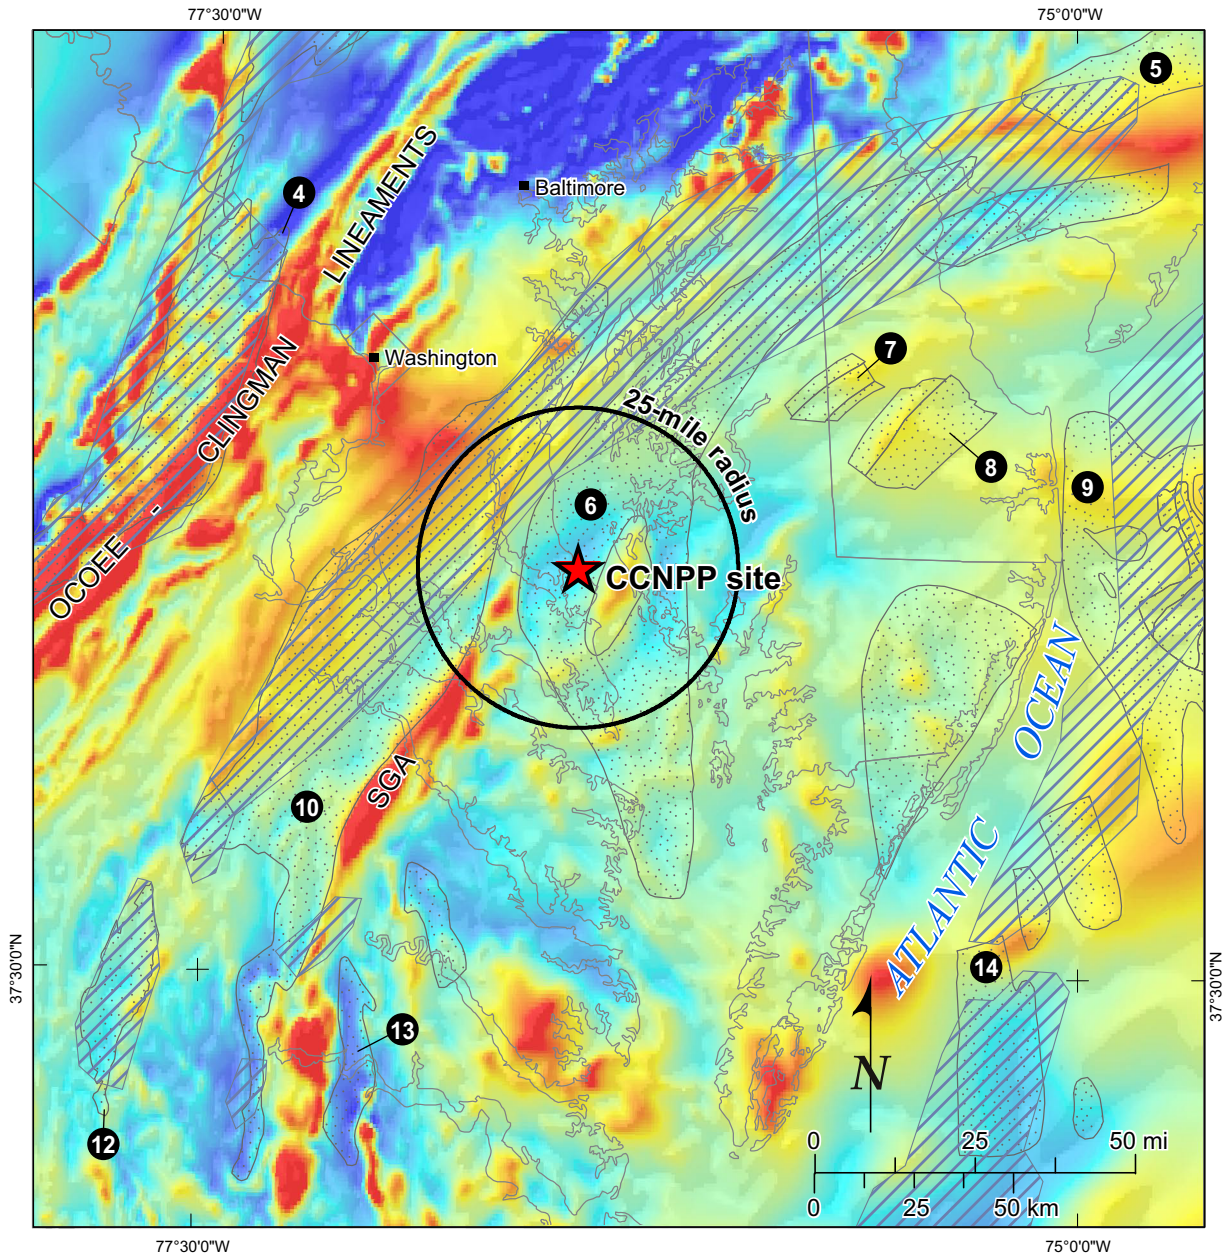 77°30'0"W
75°0'0"W
5
4
LINEAMENTS
Baltimore
Washington
CLINGMAN
-
OCOEE
7
25-mile radius
8
9
6
CCNPP site
OCEAN
SGA
10
ATLANTIC
14
37°30'0"N
37°30'0"N
13
N
12
0 25 50 mi
0 25 50 km
77°30'0"W
75°0'0"W